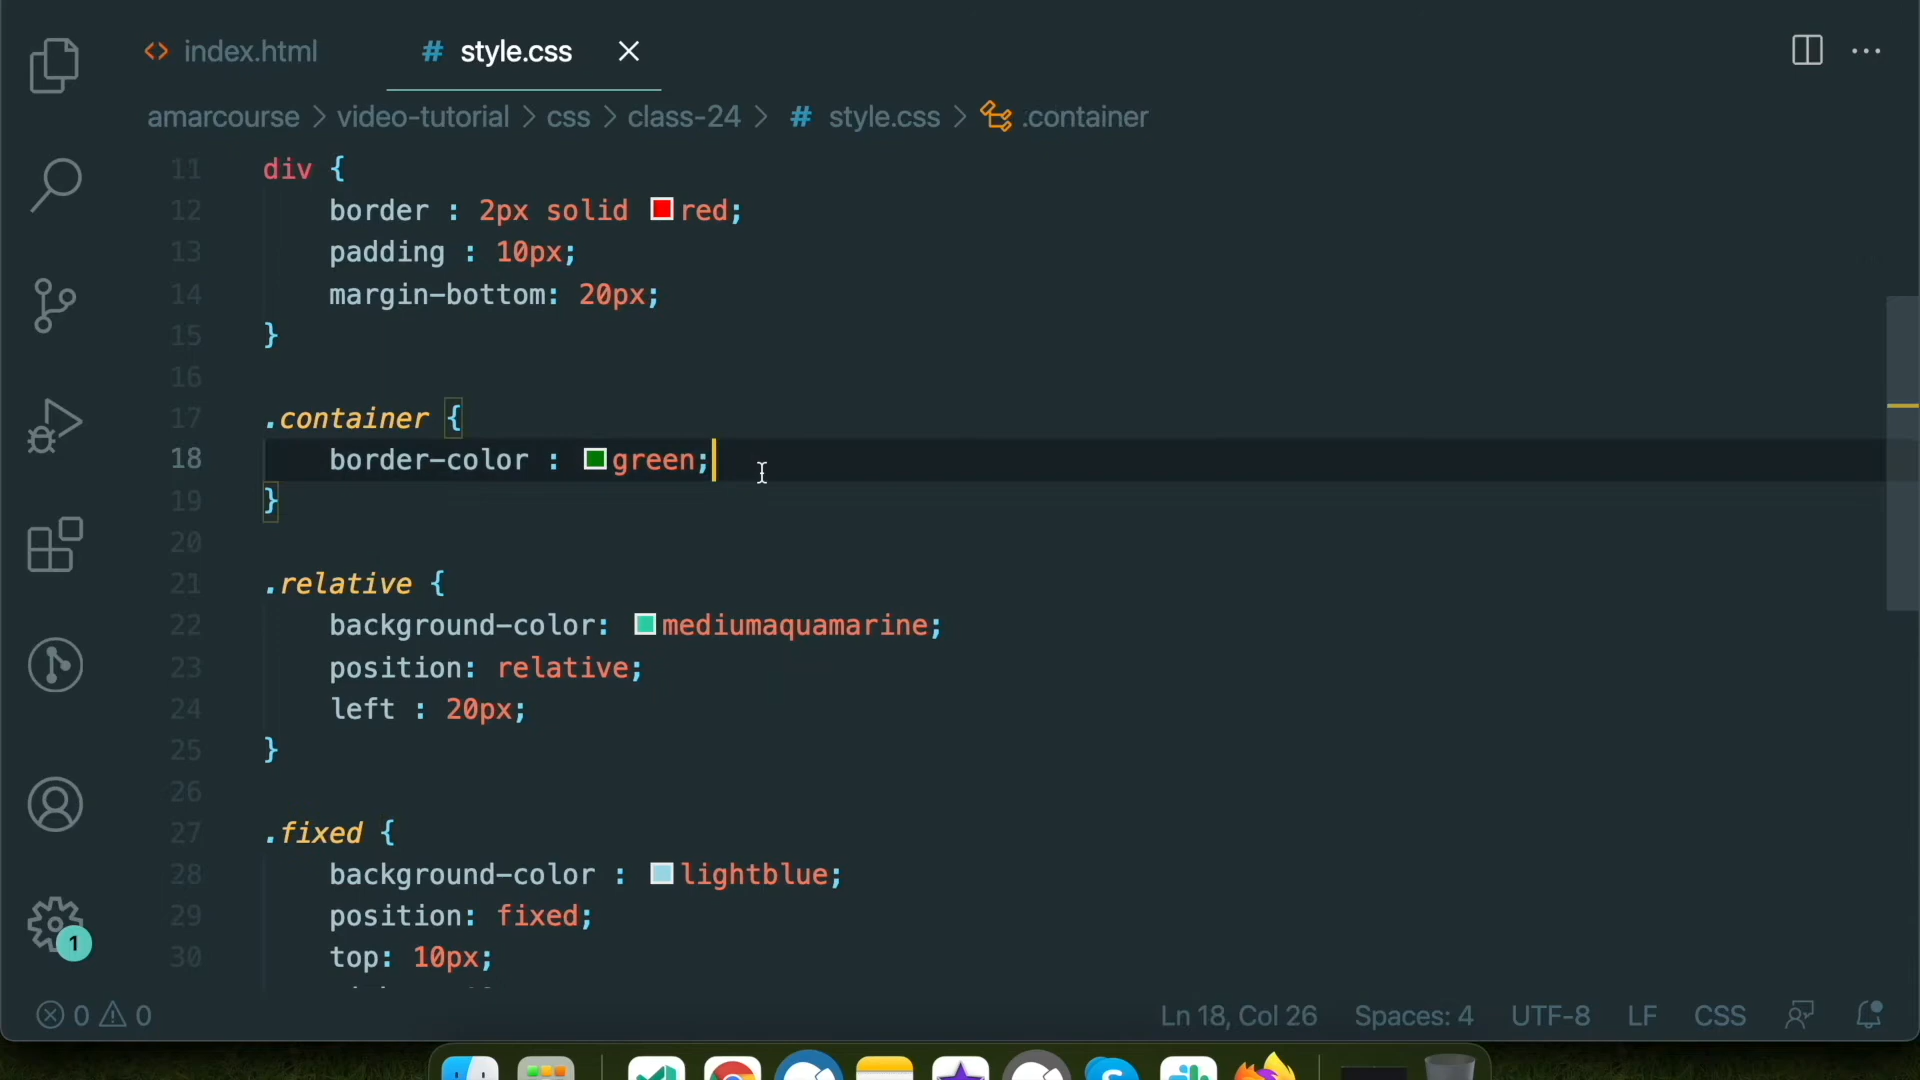 index.html
# style.css
amarcourse > video-tutorial > css > class-24 > # style.css > .container
11 div {
12 border : 2px solid red;
13 padding : 10px;
14 margin-bottom: 20px;
15 }
16
17 .container {
18 border-color : green;
19 }
20
21 .relative {
22 background-color: mediumaquamarine;
23 position: relative;
24 left : 20px;
25 }
26
27 .fixed {
28 background-color : lightblue;
29 position: fixed;
30 top: 10px;
1
0 0 Ln 18, Col 26 Spaces: 4 UTF-8 LF CSS